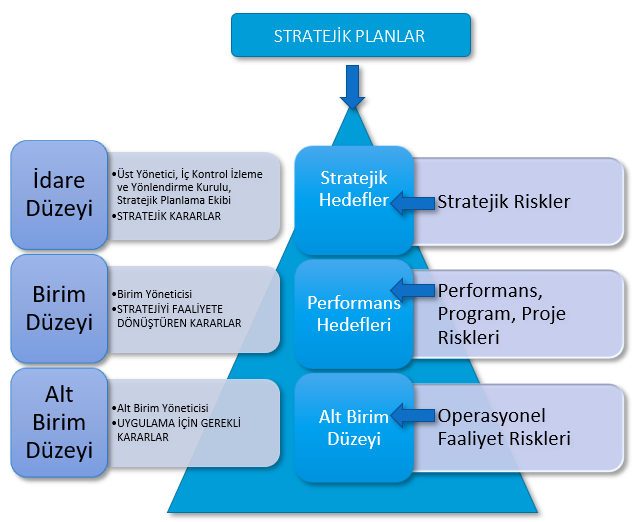 STRATEJİK PLANLAR
İdare
Düzeyi
•Üst Yönetici, İç Kontrol İzleme
ve Yönlendirme Kurulu,
Stratejik Planlama Ekibi
•STRATEJİK KARARLAR
Stratejik
Hedefler
Stratejik Riskler
Birim
Düzeyi
•Birim Yöneticisi
•STRATEJİYİ FAALİYETE
DÖNÜŞTÜREN KARARLAR
Performans
Hedefleri
Performans,
Program, Proje
Riskleri
Alt
Birim
Düzeyi
•Alt Birim Yöneticisi
•UYGULAMA İÇİN GEREKLİ
KARARLAR
Alt Birim
Düzeyi
Operasyonel
Faaliyet Riskleri